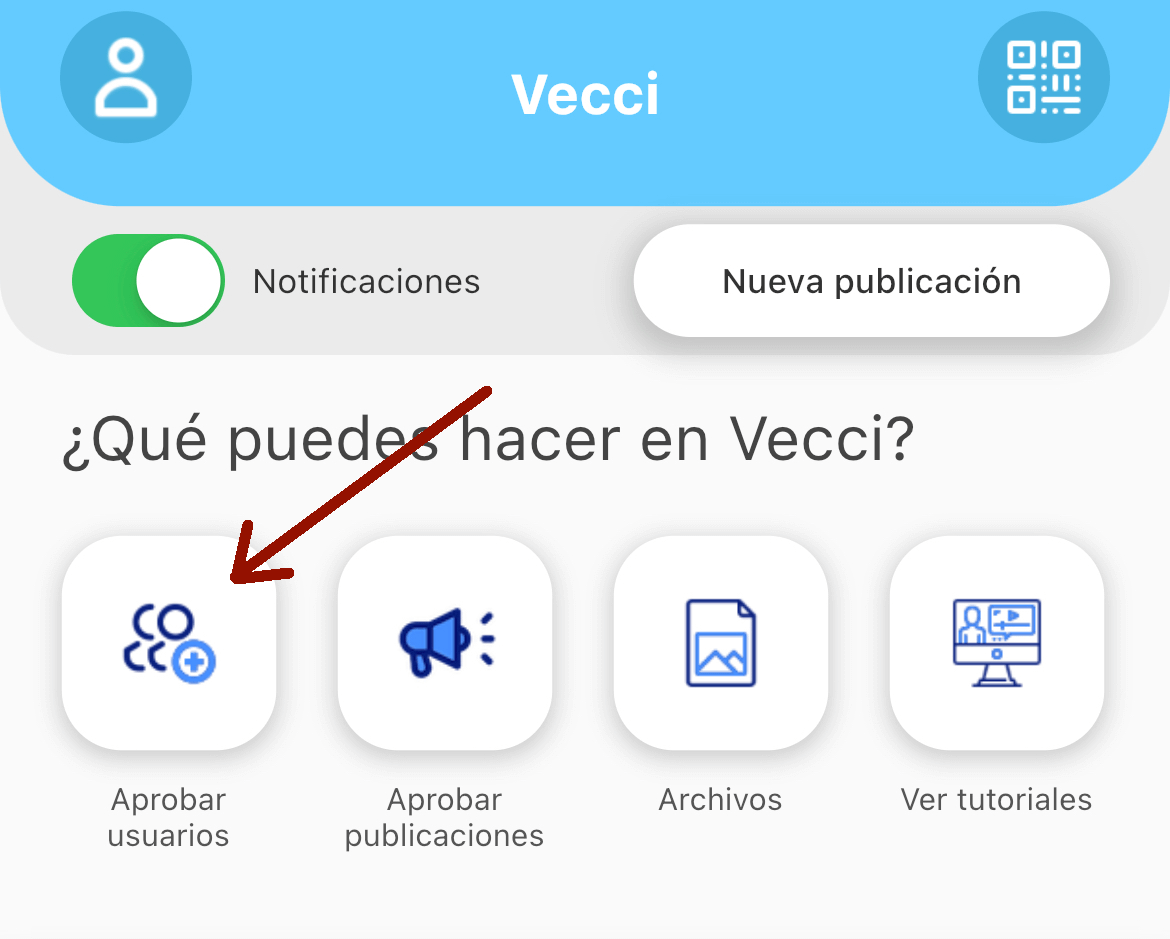 Vecci
Notificaciones
Nueva publicación
¿Qué puedes hacer en Vecci?
Aprobar
usuarios
Aprobar
publicaciones
Archivos
Ver tutoriales